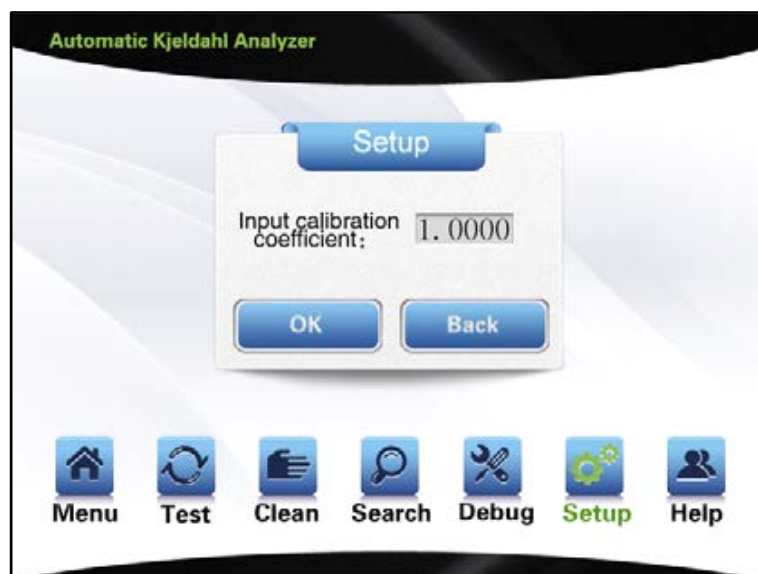 Automatic Kjeldahl Analyzer
Setup
Input calibration
coefficient:
1.0000
OK Back
Menu Test Clean Search Debug Setup Help